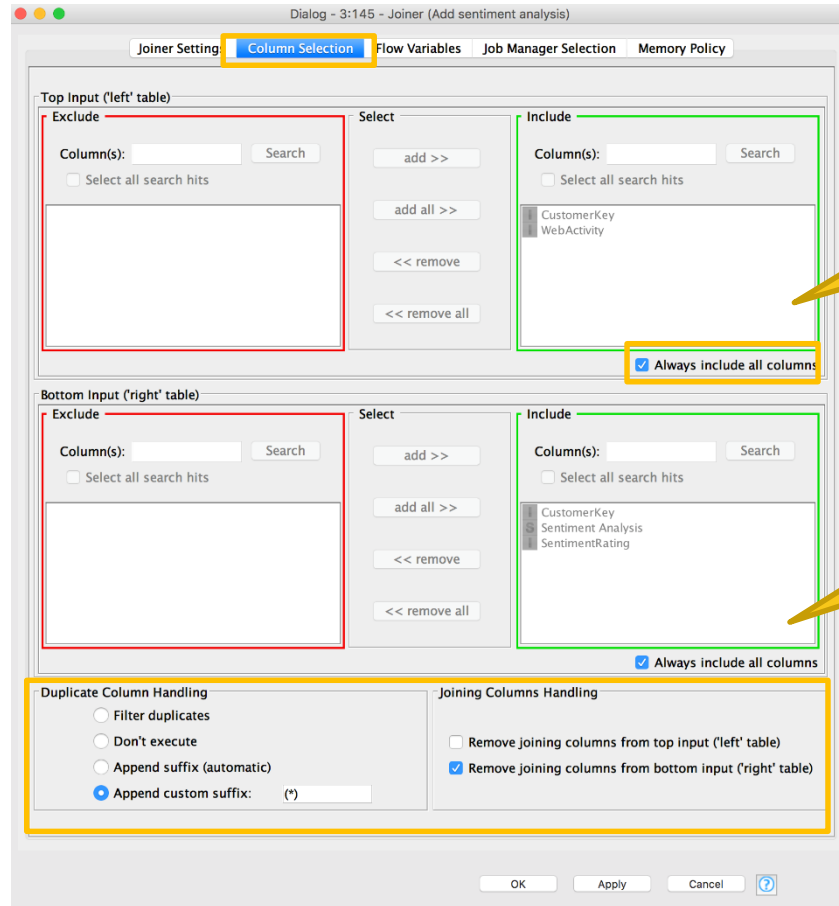 Dialog - 3:145 - Joiner (Add sentiment analysis)
Joiner Settings Column Selection Flow Variables Job Manager Selection Memory Policy
Top Input ('left' table)
Exclude Select Include
Column(s): Search add >> Column(s): Search
Select all search hits Select all search hits
add all >> I CustomerKey
I WebActivity
<< remove
<< remove all
Always include all columns
Bottom Input ('right' table)
Exclude Select Include
Column(s): Search add >> Column(s): Search
Select all search hits Select all search hits
add all >> I CustomerKey
S Sentiment Analysis
I SentimentRating
<< remove
<< remove all
Always include all columns
Duplicate Column Handling Joining Columns Handling
Filter duplicates
Don't execute Remove joining columns from top input ('left' table)
Append suffix (automatic) Remove joining columns from bottom input ('right' table)
Append custom suffix: (*)
OK Apply Cancel ?